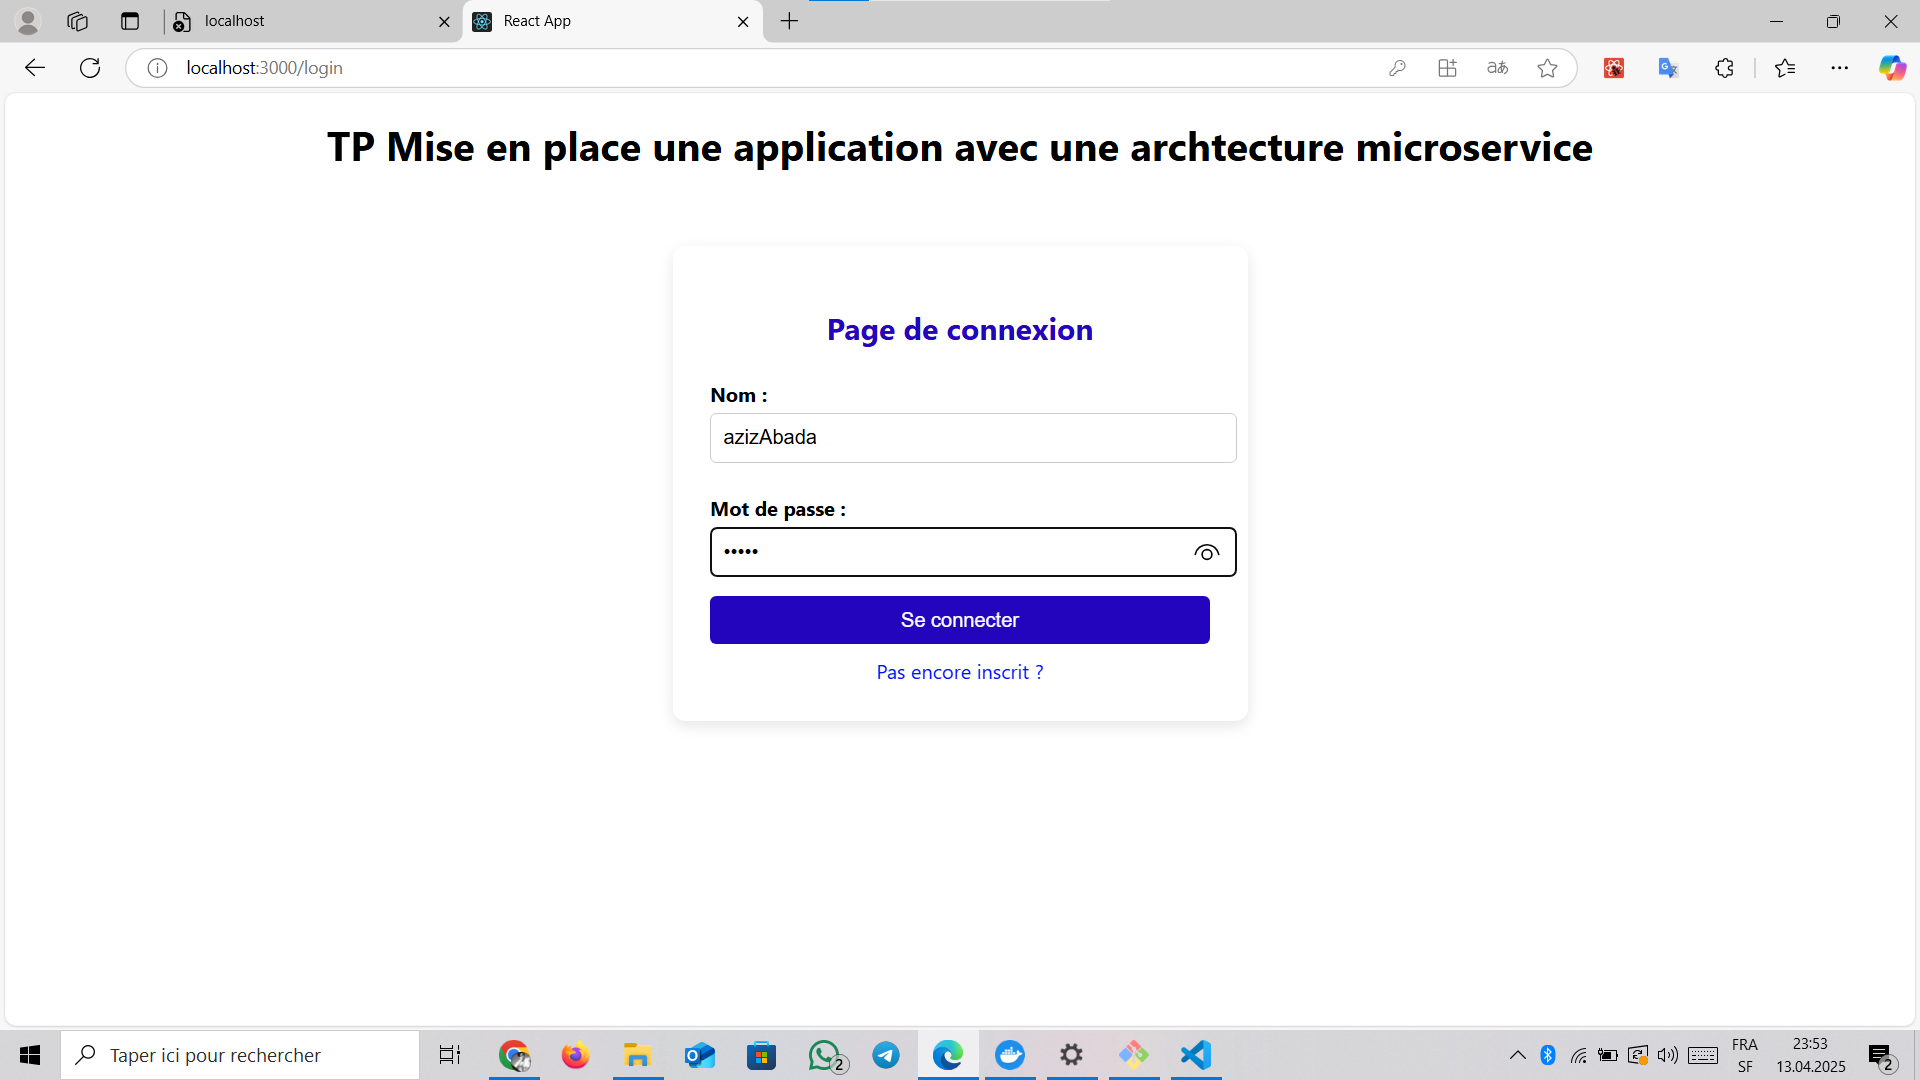 localhost
React App
localhost:3000/login
TP Mise en place une application avec une archtecture microservice
Page de connexion
Nom :
azizAbada
Mot de passe :
•••••
Se connecter
Pas encore inscrit ?
Taper ici pour rechercher
2
FRA
SF
23:53
13.04.2025
2